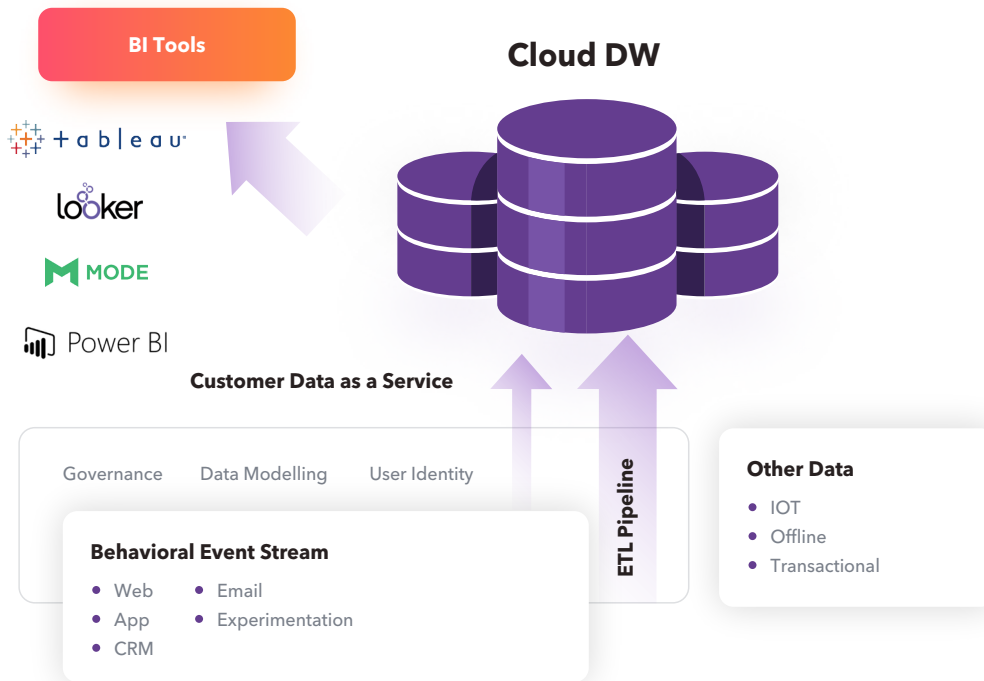 BI Tools
Cloud DW
+ableau
looker
MODE
Power BI
Customer Data as a Service
Governance Data Modelling User Identity
ETL Pipeline
Behavioral Event Stream
Web
App
CRM
Email
Experimentation
Other Data
IOT
Offline
Transactional